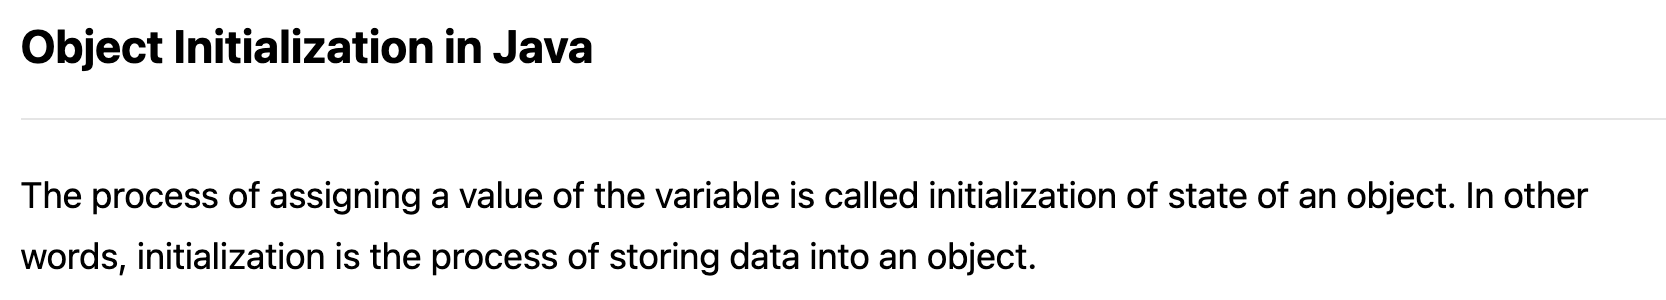 Object Initialization in Java
The process of assigning a value of the variable is called initialization of state of an object. In other
words, initialization is the process of storing data into an object.